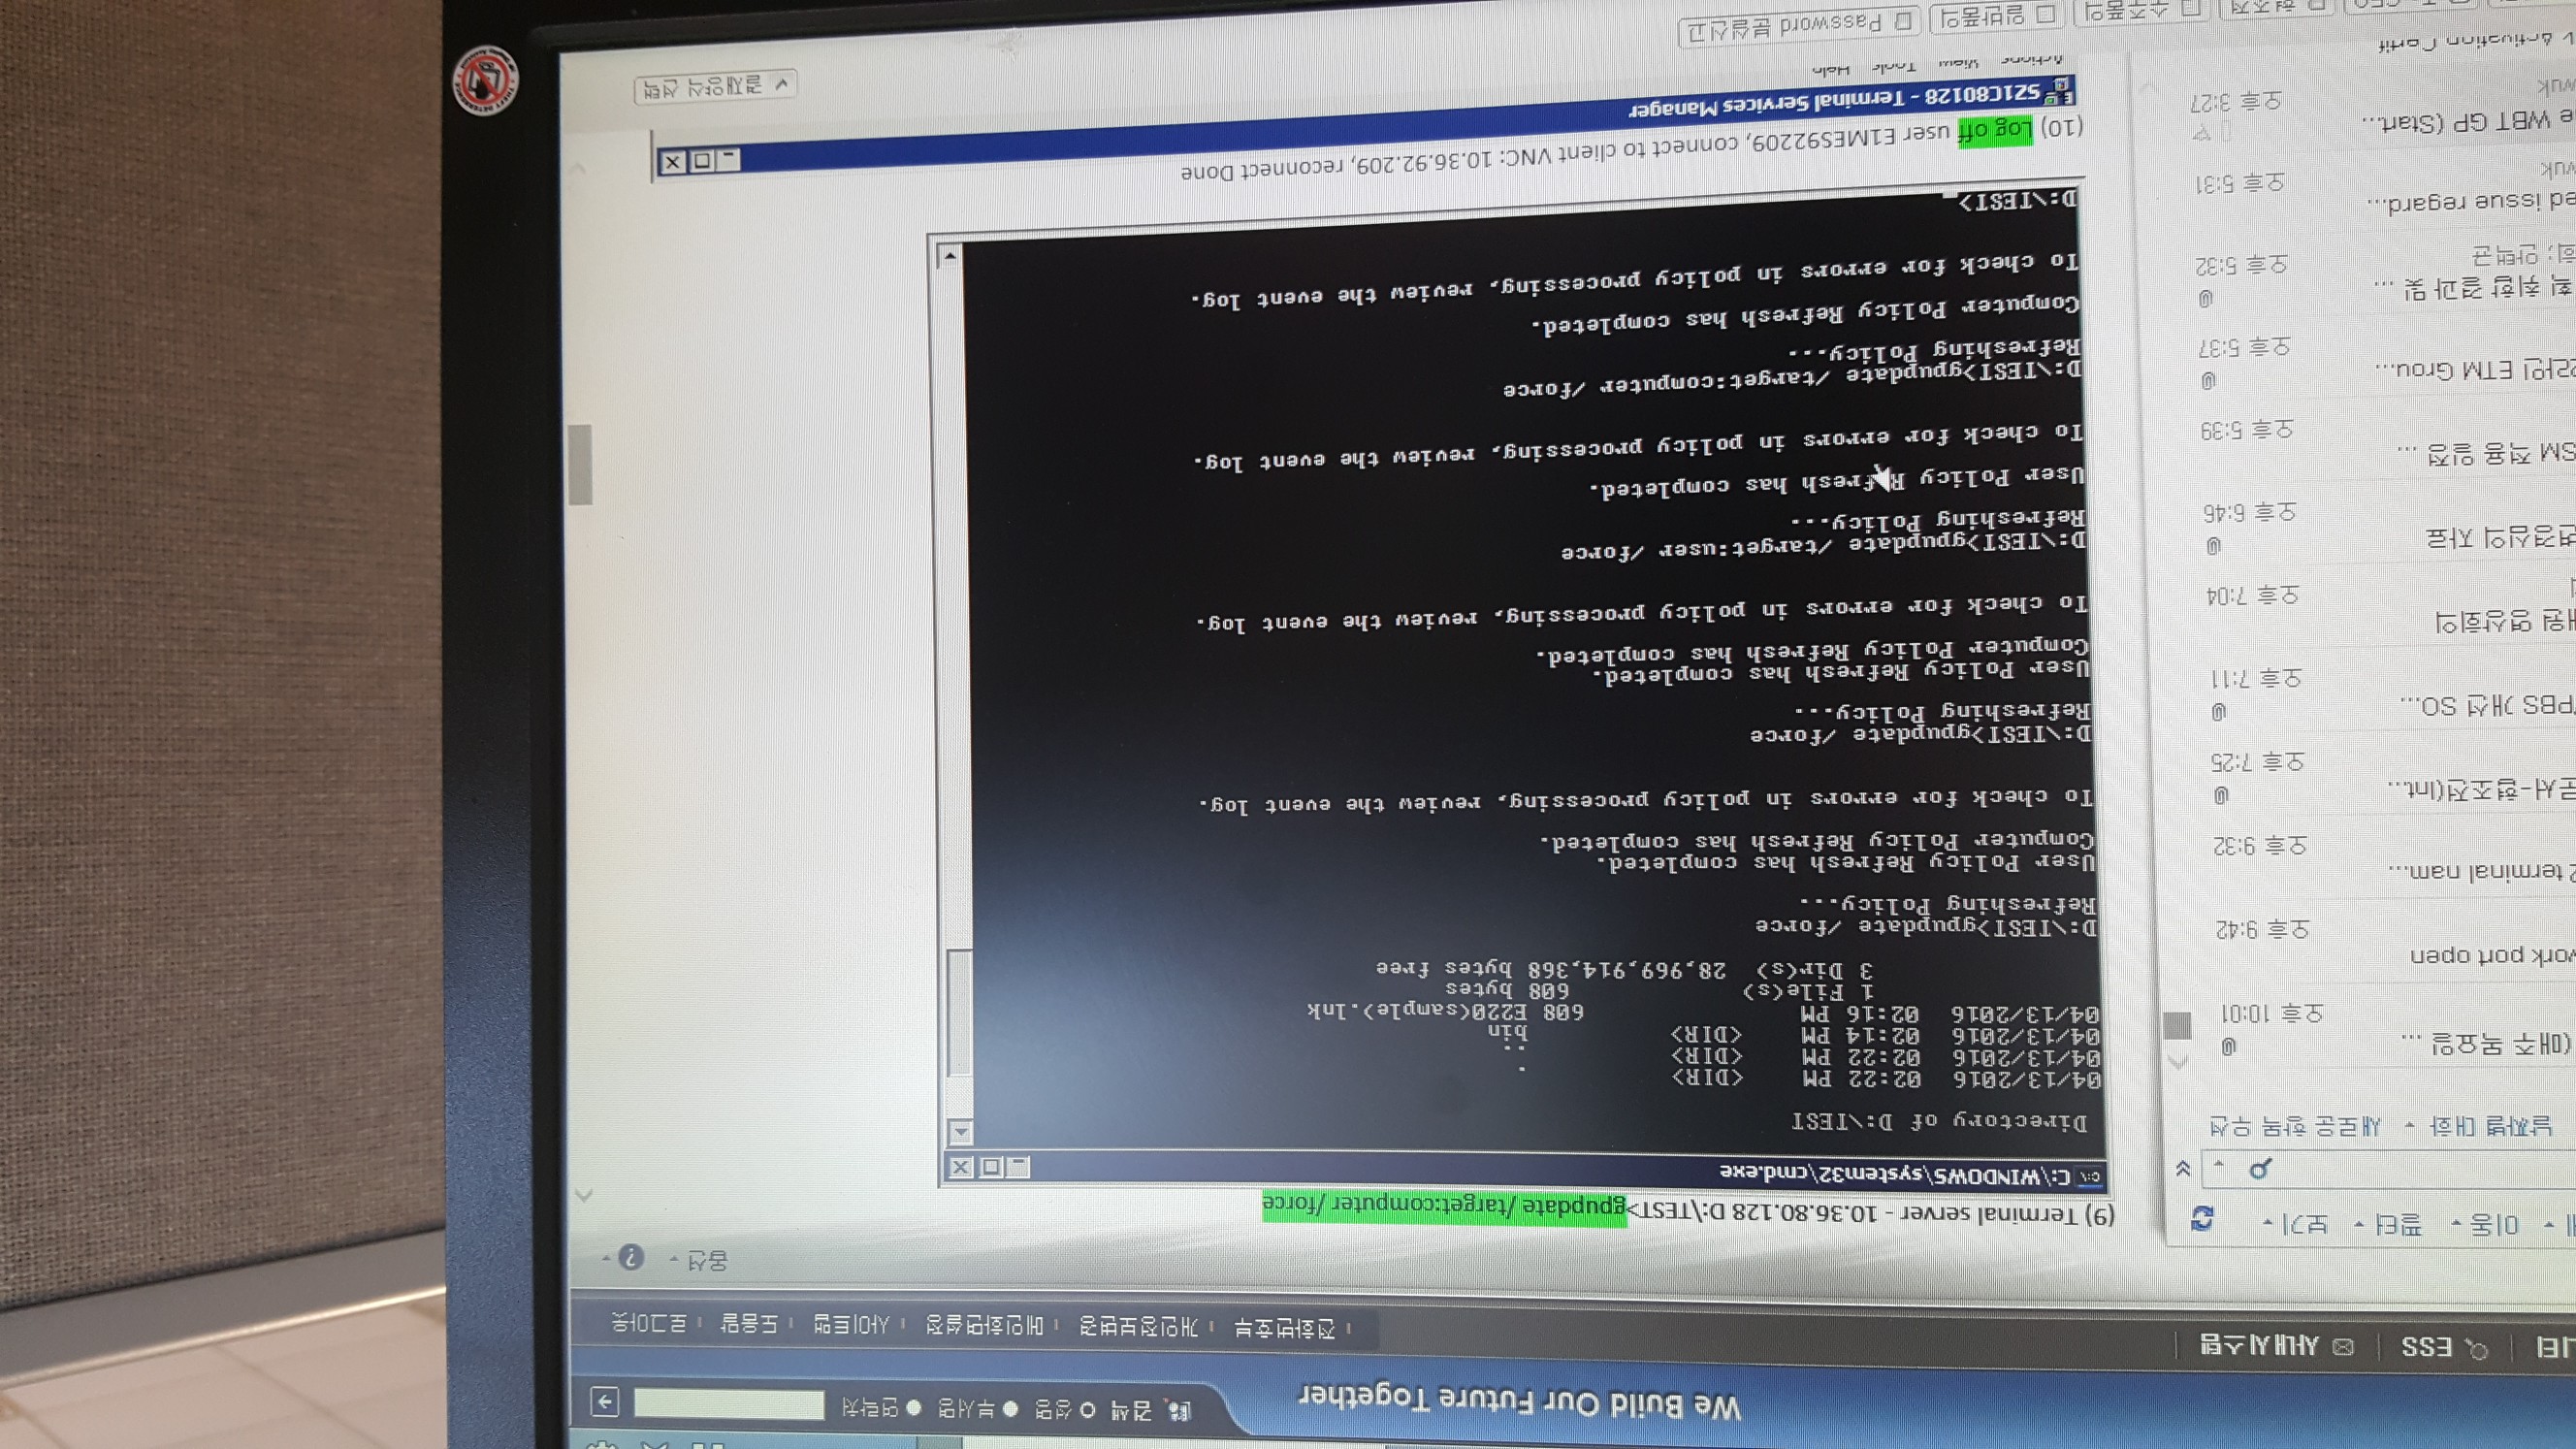 We Build Our Future Together
검색 성명 부서명 연락처
ESS 사내시스템
전화번호부 개인정보변경 메인화면설정 사이트맵 도움말 로그아웃
옵션
이동 필터 보기
날짜별 대화 새로운 항목 우선
(매주 목요일 ...
오후 10:01
port open
오후 9:42
terminal nam...
오후 9:32
문서-협조전(Int...
오후 7:25
PBS 개선 SO...
오후 7:11
영상회의
오후 7:04
변경심의 자료
오후 6:46
SM 적용 일정 ...
오후 5:39
ETM Grou...
오후 5:37
취합 결과 및 ...
안택균
오후 5:32
issue regard...
오후 5:31
WBT GP (Start...
오후 3:27
(9) Terminal server - 10.36.80.128 D:\TEST>gpupdate /target:computer /force
C:\WINDOWS\system32\cmd.exe
Directory of D:\TEST
04/13/2016 02:22 PM <DIR> .
04/13/2016 02:22 PM <DIR> ..
04/13/2016 02:14 PM <DIR> bin
04/13/2016 02:16 PM 608 E220(sample).lnk
1 File(s) 608 bytes
3 Dir(s) 28,969,914,368 bytes free
D:\TEST>gpupdate /force
Refreshing Policy...
User Policy Refresh has completed.
Computer Policy Refresh has completed.
To check for errors in policy processing, review the event log.
D:\TEST>gpupdate /force
Refreshing Policy...
User Policy Refresh has completed.
Computer Policy Refresh has completed.
To check for errors in policy processing, review the event log.
D:\TEST>gpupdate /target:user /force
Refreshing Policy...
User Policy Refresh has completed.
To check for errors in policy processing, review the event log.
D:\TEST>gpupdate /target:computer /force
Refreshing Policy...
Computer Policy Refresh has completed.
To check for errors in policy processing, review the event log.
D:\TEST>_
(10) Log off user E1MES92209, connect to client VNC: 10.36.92.209, reconnect Done
SZ1C80128 - Terminal Services Manager
Actions View Tools Help
결재양식 선택
협조전 수주품의 일반품의 Password 분실신고